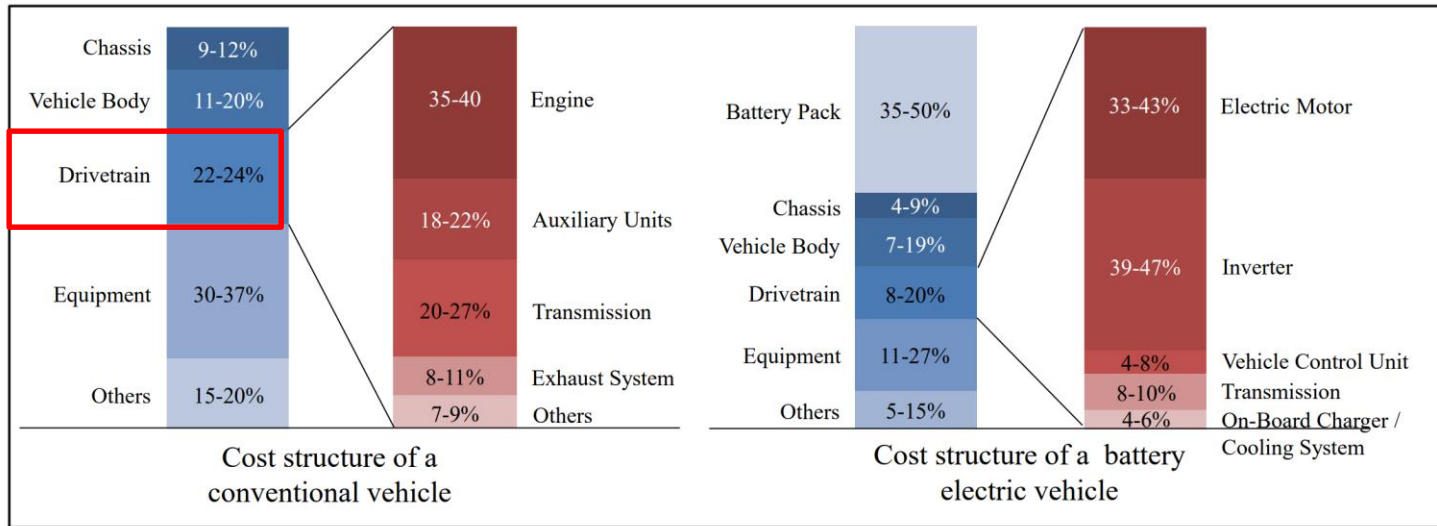 Chassis
9-12%
Vehicle Body
11-20%
Drivetrain
22-24%
Equipment
30-37%
Others
15-20%
35-40
Engine
18-22%
Auxiliary Units
20-27%
Transmission
8-11%
Exhaust System
7-9%
Others
Cost structure of a
conventional vehicle
Battery Pack
35-50%
Chassis
4-9%
Vehicle Body
7-19%
Drivetrain
8-20%
Equipment
11-27%
Others
5-15%
33-43%
Electric Motor
39-47%
Inverter
4-8%
Vehicle Control Unit
8-10%
Transmission
4-6%
On-Board Charger /
Cooling System
Cost structure of a battery
electric vehicle